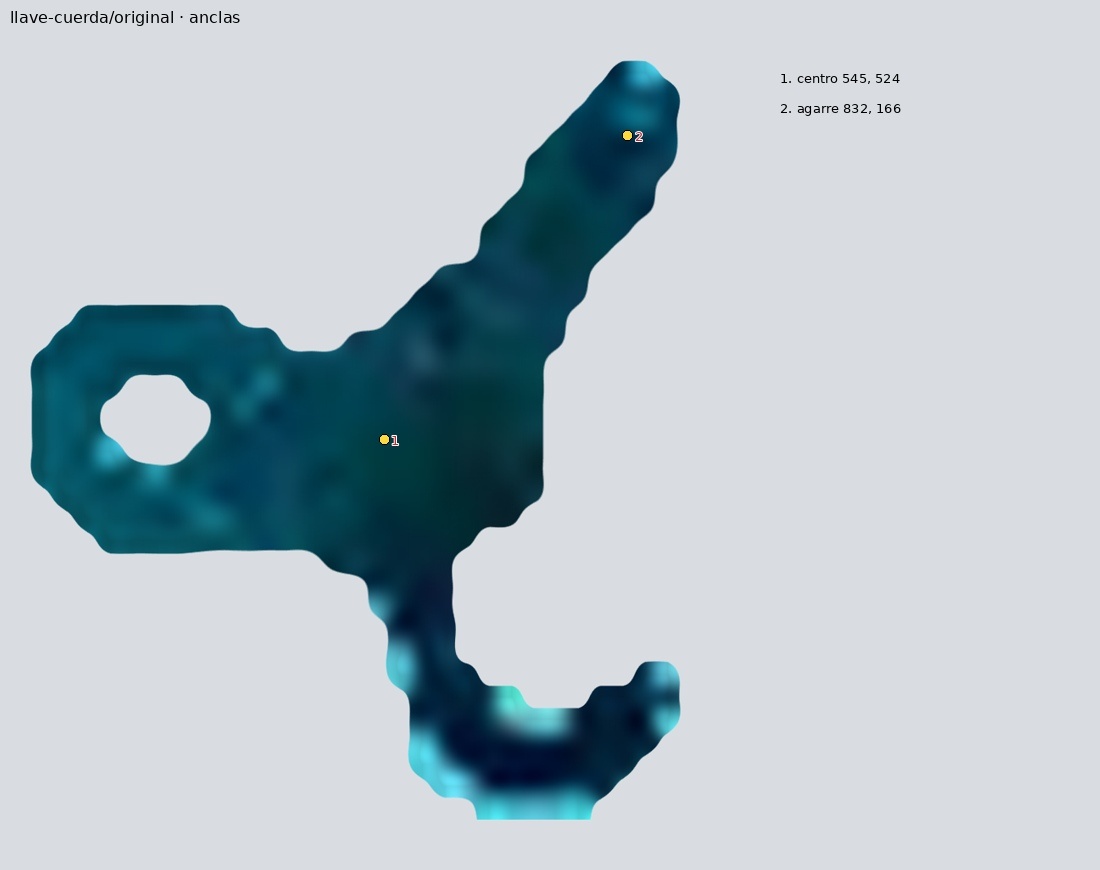 llave-cuerda/original · anclas
1. centro 545, 524
2. agarre 832, 166
2
1